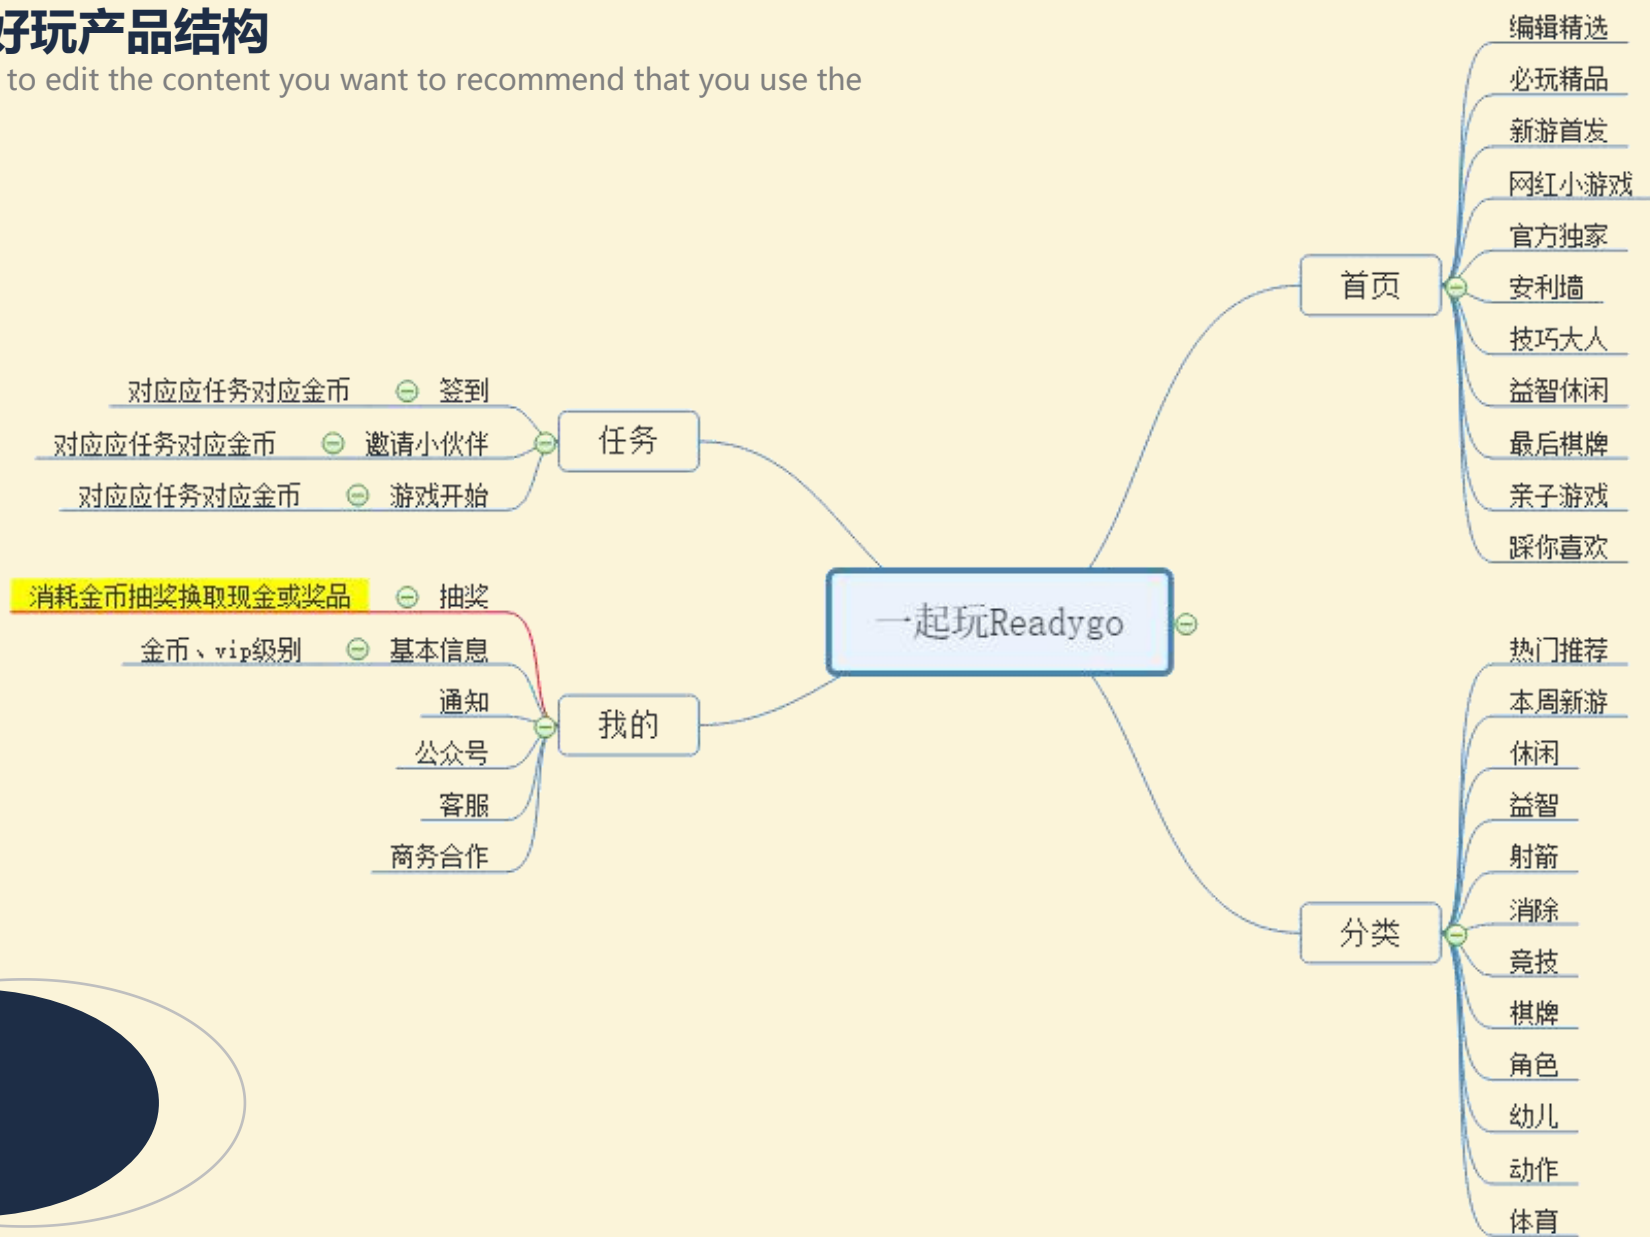 好玩产品结构
to edit the content you want to recommend that you use the
一起玩Readygo
首页
编辑精选
必玩精品
新游首发
网红小游戏
官方独家
安利墙
技巧大人
益智休闲
最后棋牌
亲子游戏
踩你喜欢
分类
热门推荐
本周新游
休闲
益智
射箭
消除
竞技
棋牌
角色
幼儿
动作
体育
任务
签到
对应应任务对应金币
邀请小伙伴
对应应任务对应金币
游戏开始
对应应任务对应金币
我的
抽奖
消耗金币抽奖换取现金或奖品
基本信息
金币、vip级别
通知
公众号
客服
商务合作